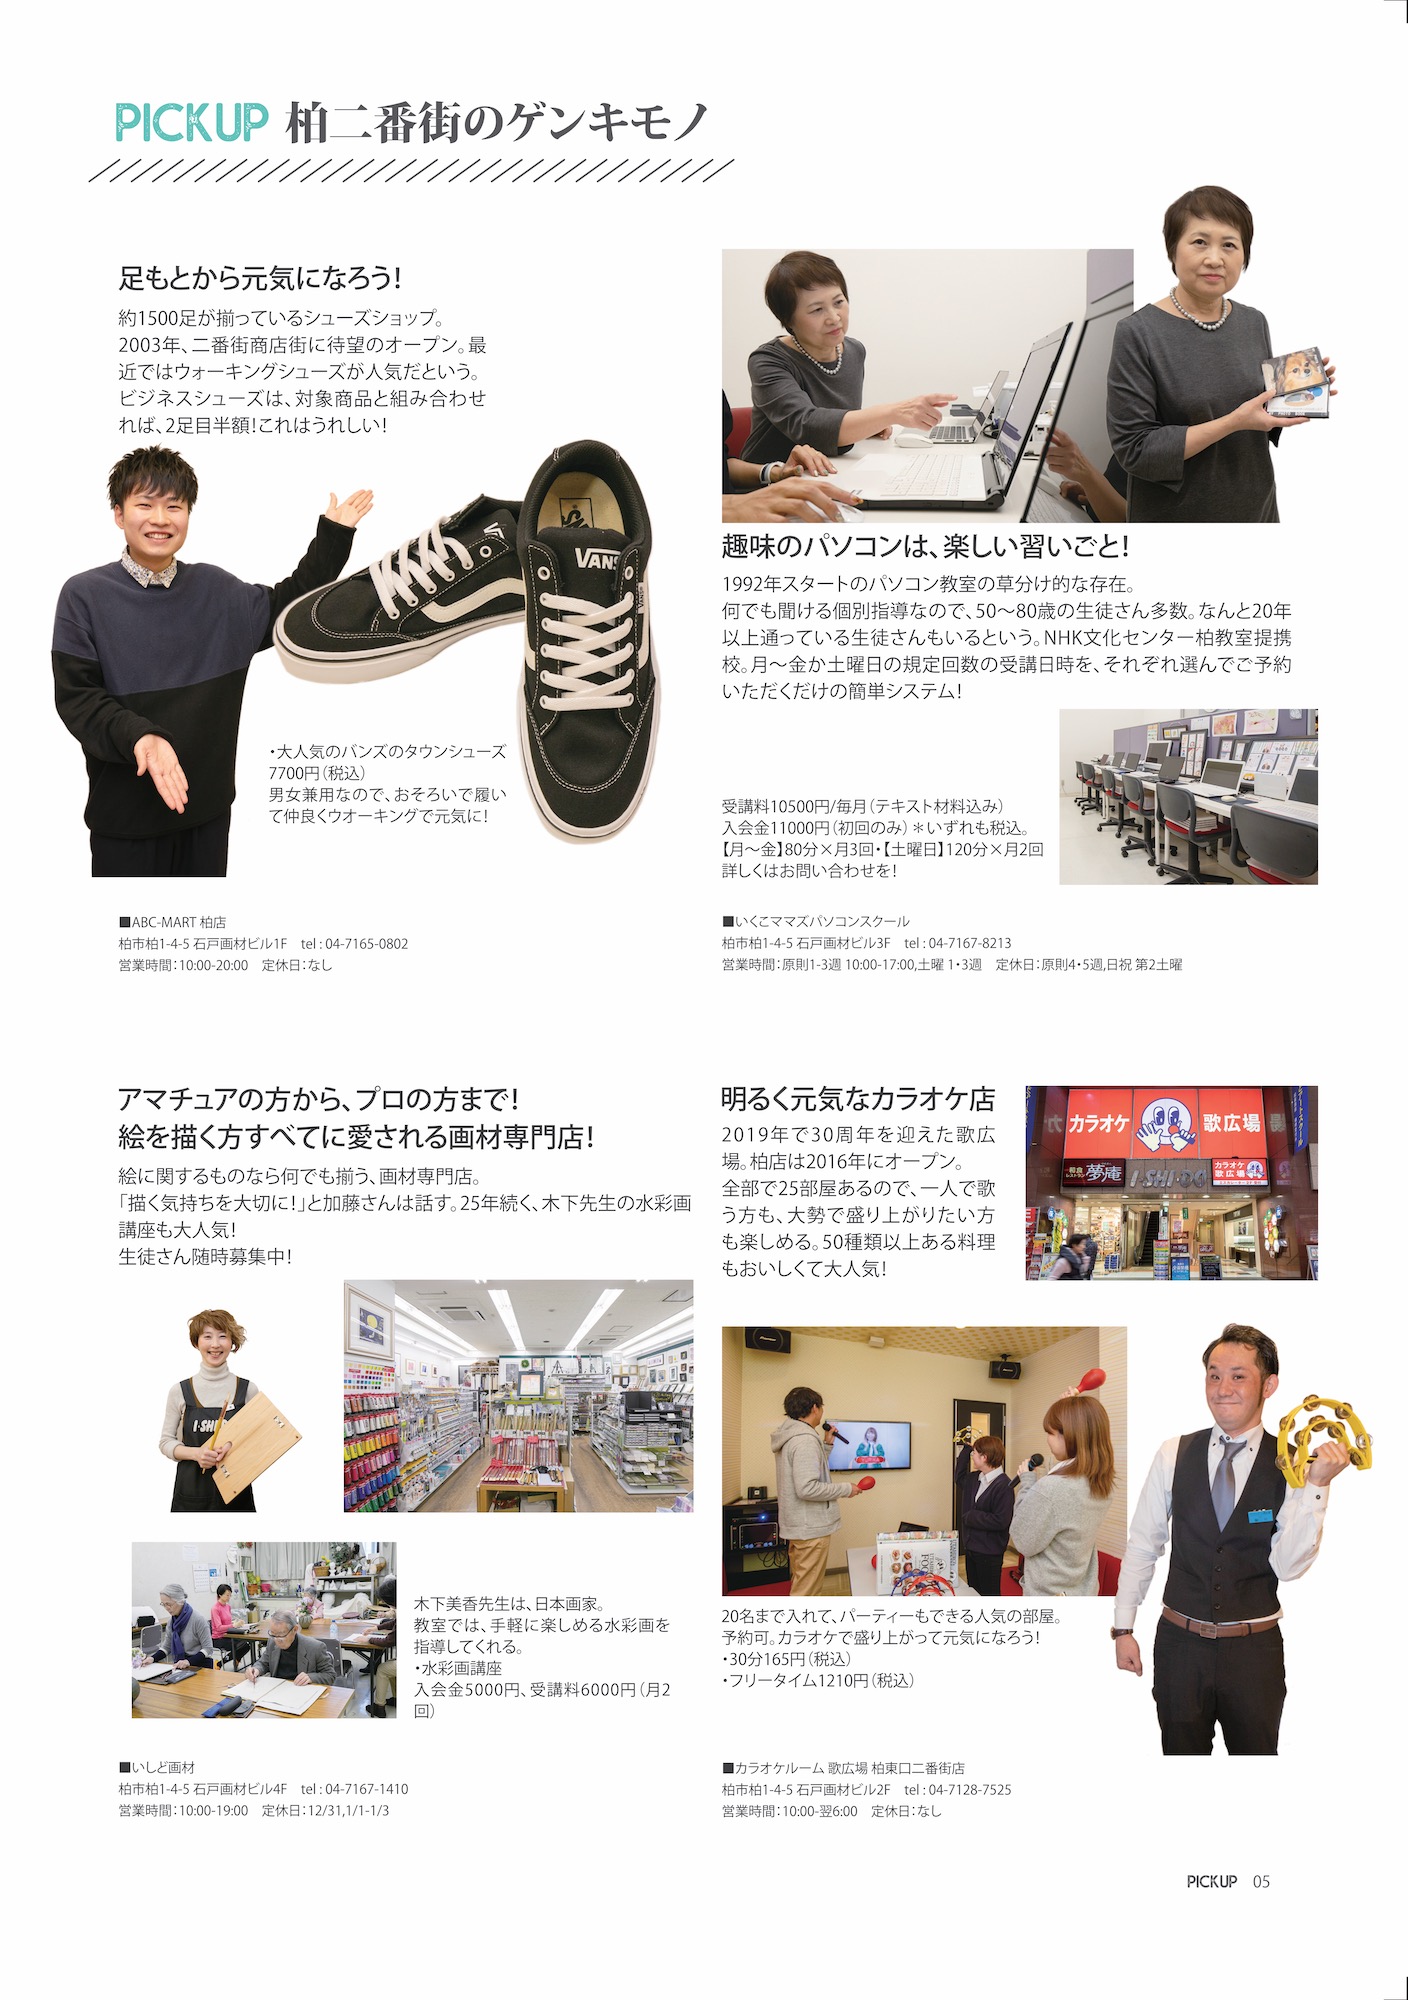 PICKUP 柏二番街のゲンキモノ
足もとから元気になろう！
約1500足が揃っているシューズショップ。
2003年、二番街商店街に待望のオープン。最
近ではウォーキングシューズが人気だという。
ビジネスシューズは、対象商品と組み合わせ
れば、2足目半額！これはうれしい！
VANS
・大人気のバンズのタウンシューズ
7700円（税込）
男女兼用なので、おそろいで履い
て仲良くウオーキングで元気に！
■ABC-MART 柏店
柏市柏1-4-5 石戸画材ビル1F　tel : 04-7165-0802
営業時間：10:00-20:00　定休日：なし
趣味のパソコンは、楽しい習いごと！
1992年スタートのパソコン教室の草分け的な存在。
何でも聞ける個別指導なので、50〜80歳の生徒さん多数。なんと20年
以上通っている生徒さんもいるという。NHK文化センター柏教室提携
校。月〜金か土曜日の規定回数の受講日時を、それぞれ選んでご予約
いただくだけの簡単システム！
受講料10500円/毎月（テキスト材料込み）
入会金11000円（初回のみ）＊いずれも税込。
【月〜金】80分×月3回・【土曜日】120分×月2回
詳しくはお問い合わせを！
■いくこママズパソコンスクール
柏市柏1-4-5 石戸画材ビル3F　tel : 04-7167-8213
営業時間：原則1-3週 10:00-17:00,土曜 1・3週　定休日：原則4・5週,日祝 第2土曜
アマチュアの方から、プロの方まで！
絵を描く方すべてに愛される画材専門店！
絵に関するものなら何でも揃う、画材専門店。
「描く気持ちを大切に！」と加藤さんは話す。25年続く、木下先生の水彩画
講座も大人気！
生徒さん随時募集中！
木下美香先生は、日本画家。
教室では、手軽に楽しめる水彩画を
指導してくれる。
・水彩画講座
入会金5000円、受講料6000円（月2
回）
■いしど画材
柏市柏1-4-5 石戸画材ビル4F　tel : 04-7167-1410
営業時間：10:00-19:00　定休日：12/31,1/1-1/3
明るく元気なカラオケ店
2019年で30周年を迎えた歌広
場。柏店は2016年にオープン。
全部で25部屋あるので、一人で歌
う方も、大勢で盛り上がりたい方
も楽しめる。50種類以上ある料理
もおいしくて大人気！
カラオケ 歌広場
和食 レストラン 夢庵
I-SHI-DO
カラオケ 歌広場
20名まで入れて、パーティーもできる人気の部屋。
予約可。カラオケで盛り上がって元気になろう！
・30分165円（税込）
・フリータイム1210円（税込）
■カラオケルーム 歌広場 柏東口二番街店
柏市柏1-4-5 石戸画材ビル2F　tel : 04-7128-7525
営業時間：10:00-翌6:00　定休日：なし
PICKUP 05